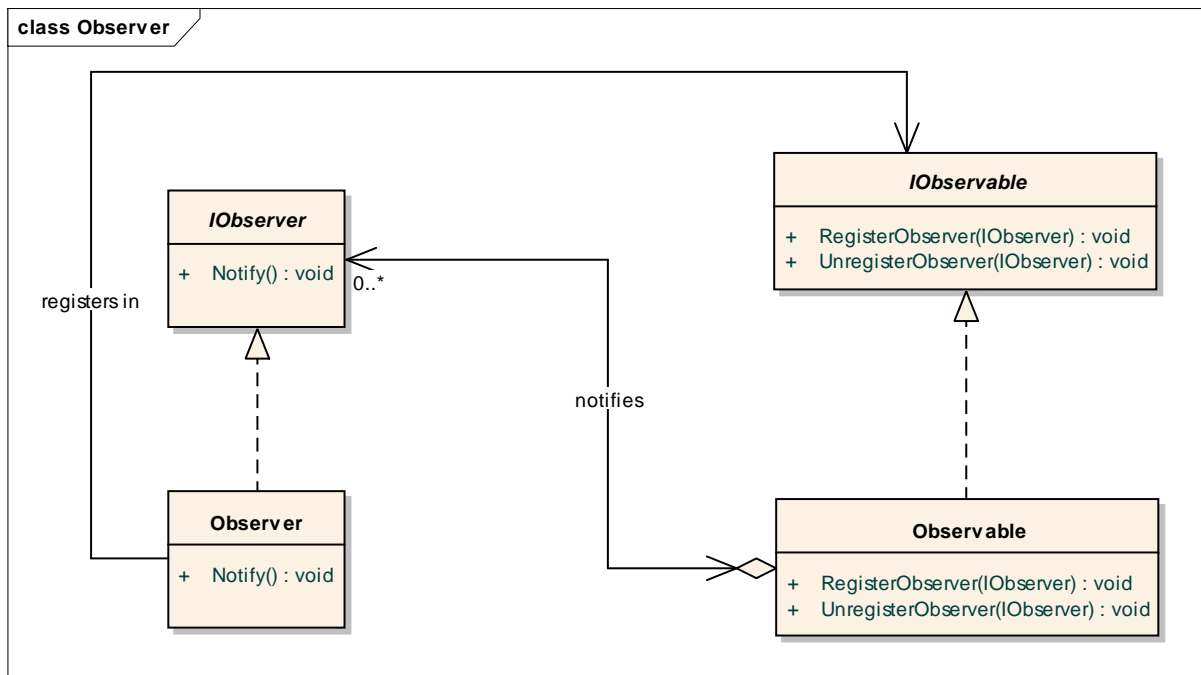 class Observer
IObservable
+ RegisterObserver(IObserver) : void
+ UnregisterObserver(IObserver) : void
IObserver
+ Notify() : void
0..*
registers in
notifies
Observer
+ Notify() : void
Observable
+ RegisterObserver(IObserver) : void
+ UnregisterObserver(IObserver) : void